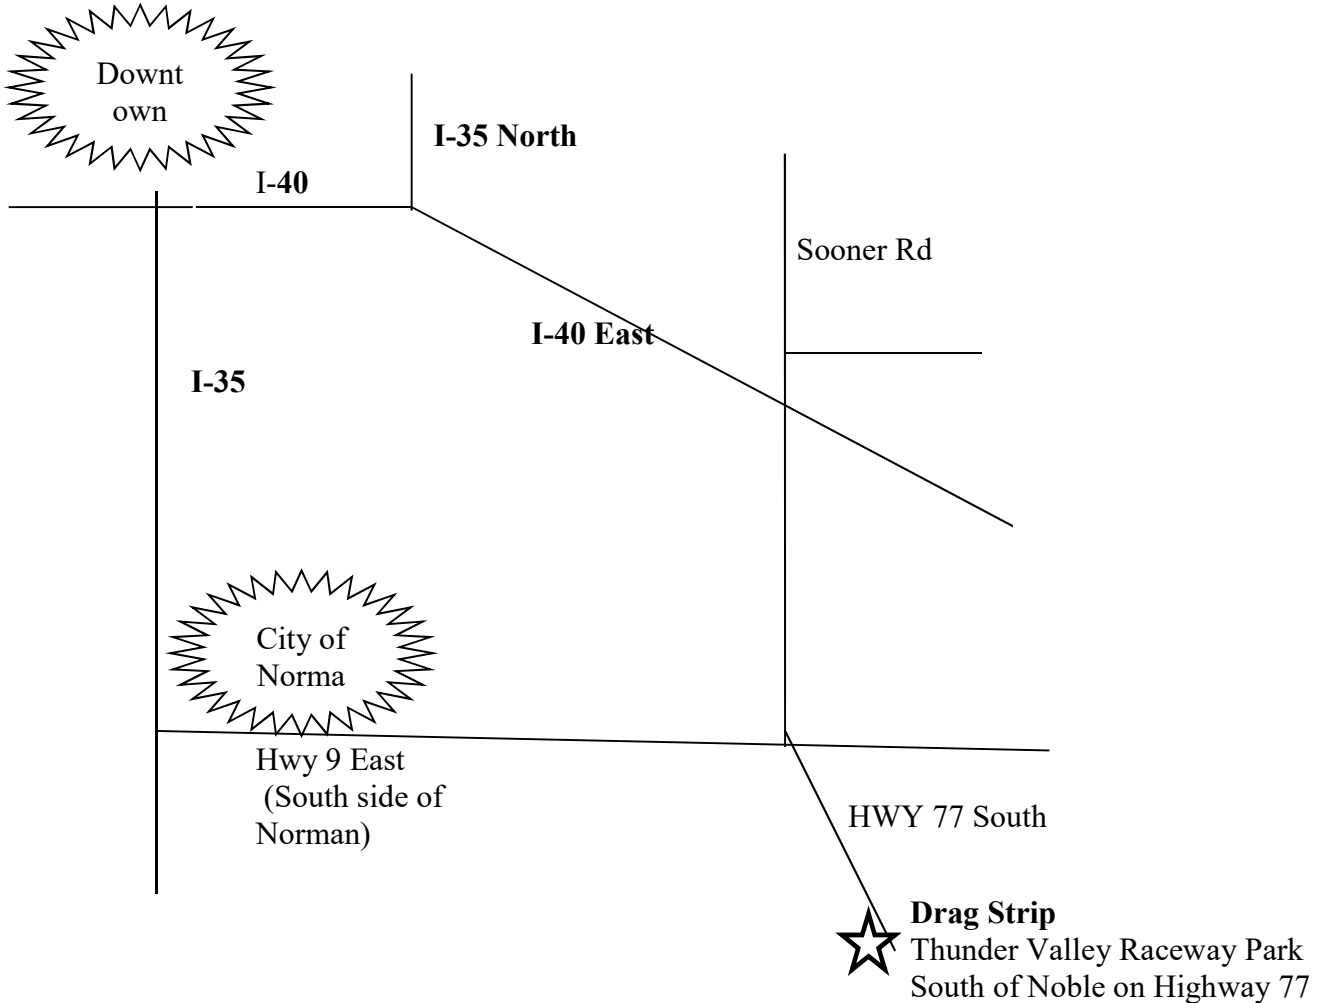 Downt
own
I-35 North
I-40
Sooner Rd
I-40 East
I-35
City of
Norma
Hwy 9 East
(South side of
Norman)
HWY 77 South
Drag Strip
Thunder Valley Raceway Park
South of Noble on Highway 77